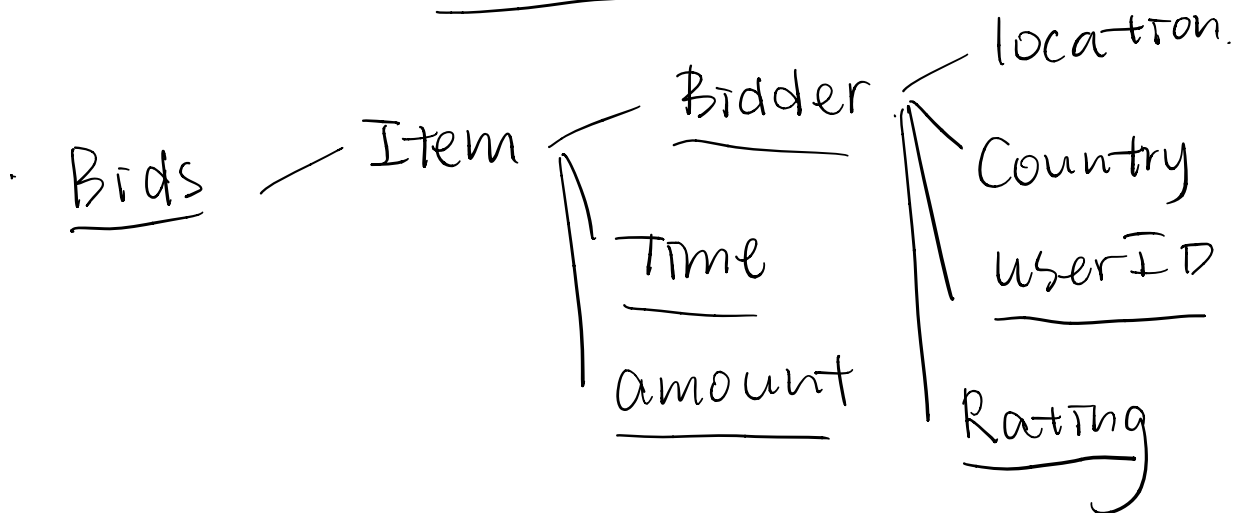 location.
Bidder
Item
Country
Bids
Time
userID
amount
Rating